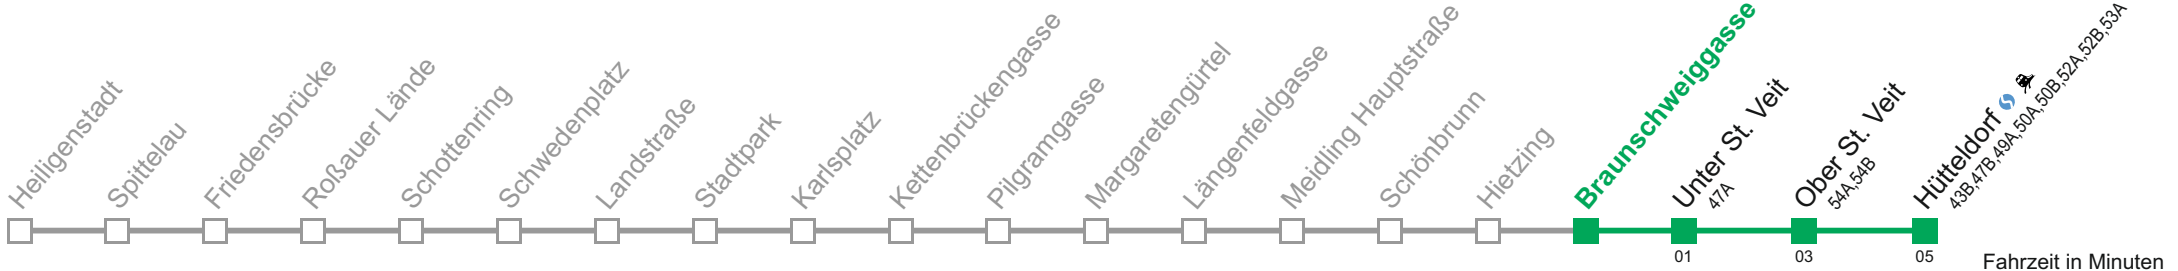 Heiligenstadt
Spittelau
Friedensbrücke
Roßauer Lände
Schottenring
Schwedenplatz
Landstraße
Stadtpark
Karlsplatz
Kettenbrückengasse
Pilgramgasse
Margaretengürtel
Längenfeldgasse
Meidling Hauptstraße
Schönbrunn
Hietzing
Braunschweiggasse
Unter St. Veit
47A
01
Ober St. Veit
54A,54B
03
Hütteldorf
43B,47B,49A,50A,50B,52A,52B,53A
05
Fahrzeit in Minuten